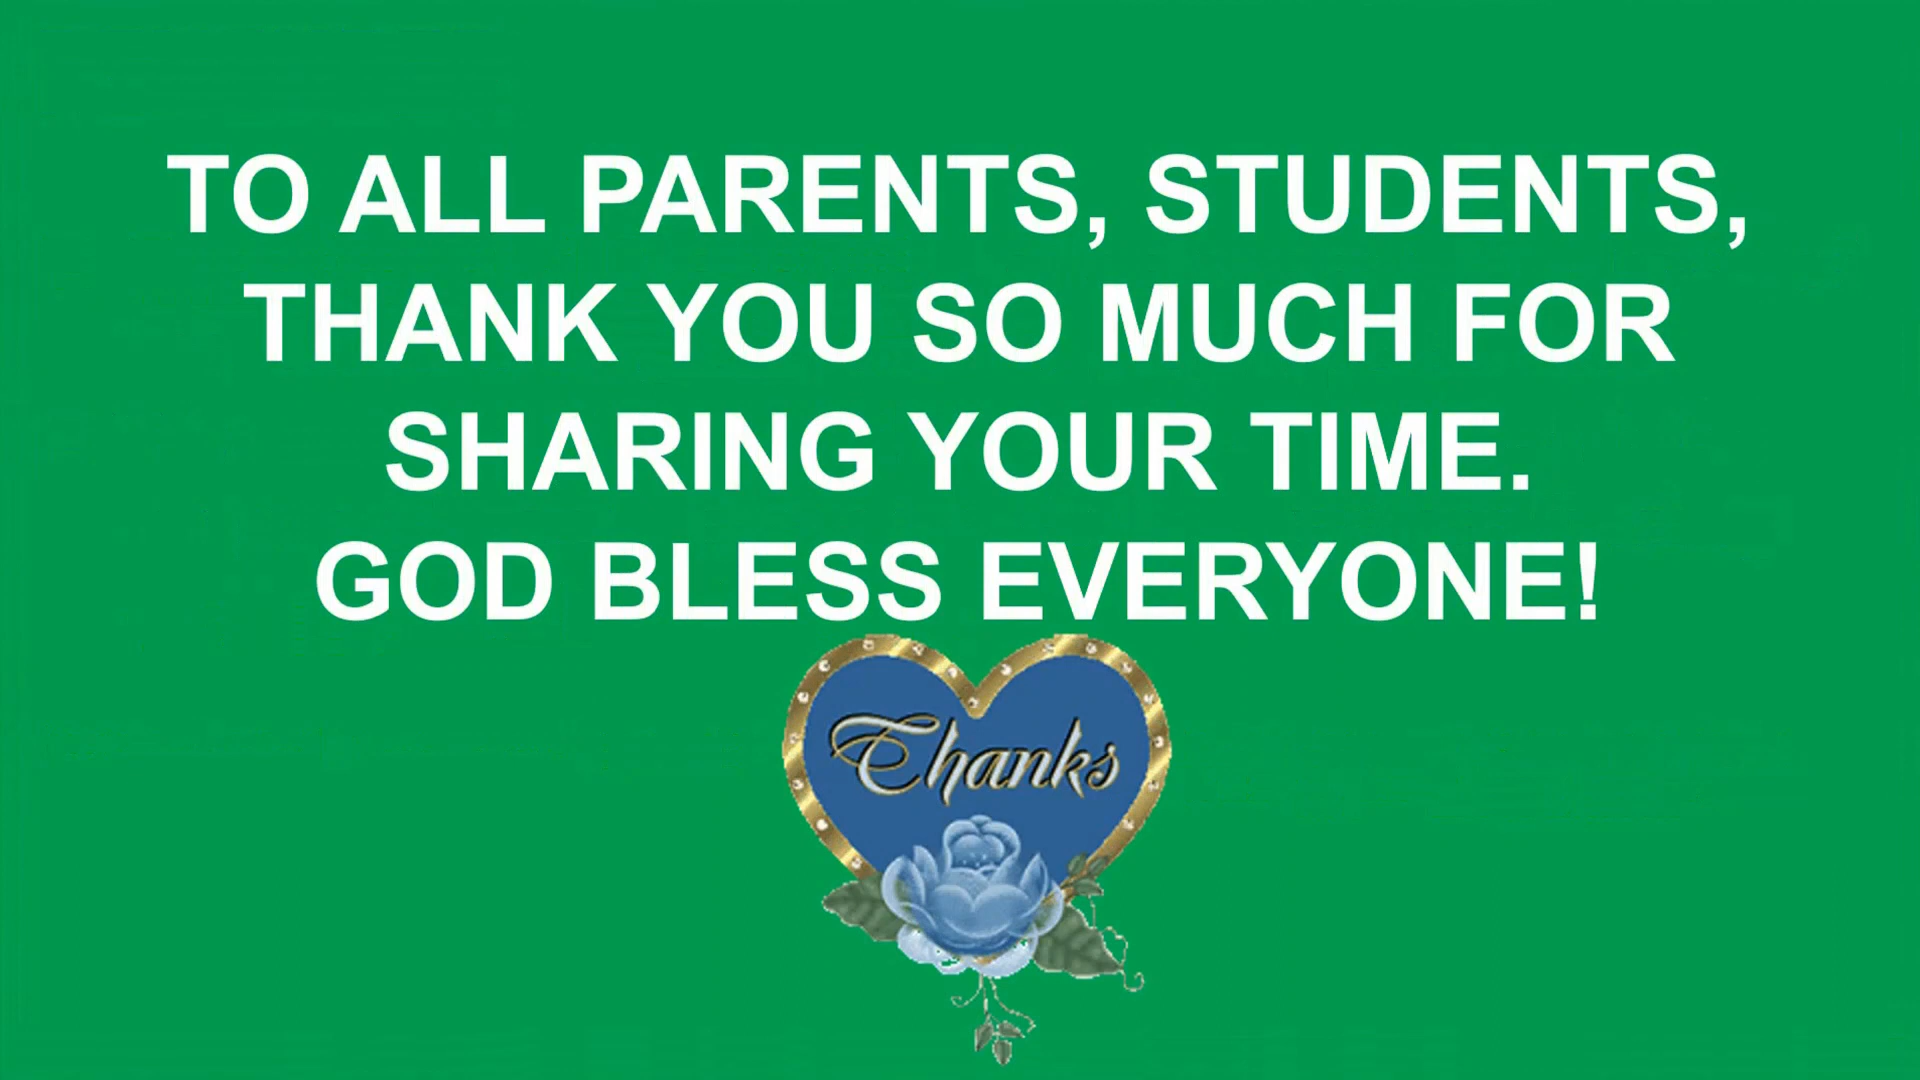 TO ALL PARENTS, STUDENTS,
THANK YOU SO MUCH FOR
SHARING YOUR TIME.
GOD BLESS EVERYONE!
Thanks